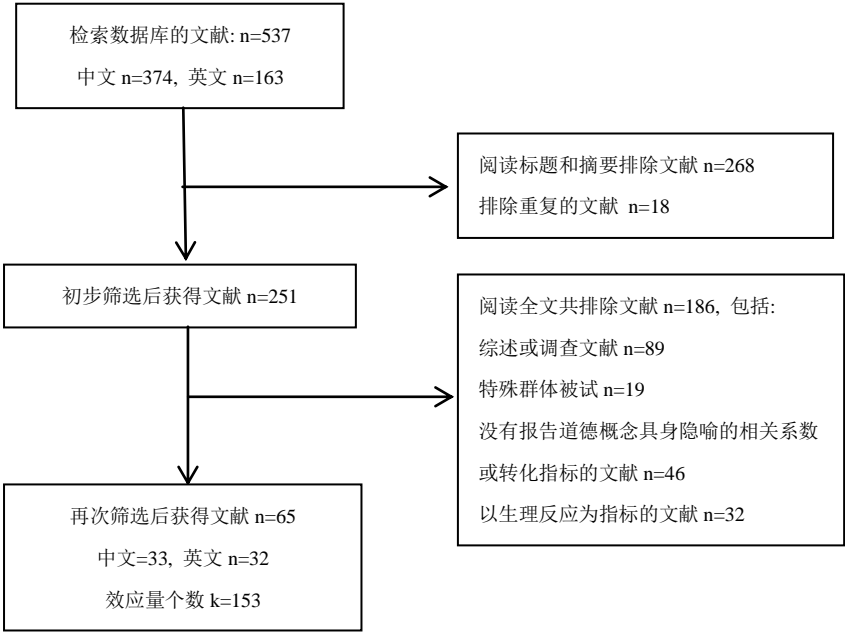 检索数据库的文献: n=537
中文 n=374, 英文 n=163
阅读标题和摘要排除文献 n=268
排除重复的文献 n=18
初步筛选后获得文献 n=251
阅读全文共排除文献 n=186, 包括:
综述或调查文献 n=89
特殊群体被试 n=19
没有报告道德概念具身隐喻的相关系数
或转化指标的文献 n=46
以生理反应为指标的文献 n=32
再次筛选后获得文献 n=65
中文=33, 英文 n=32
效应量个数 k=153